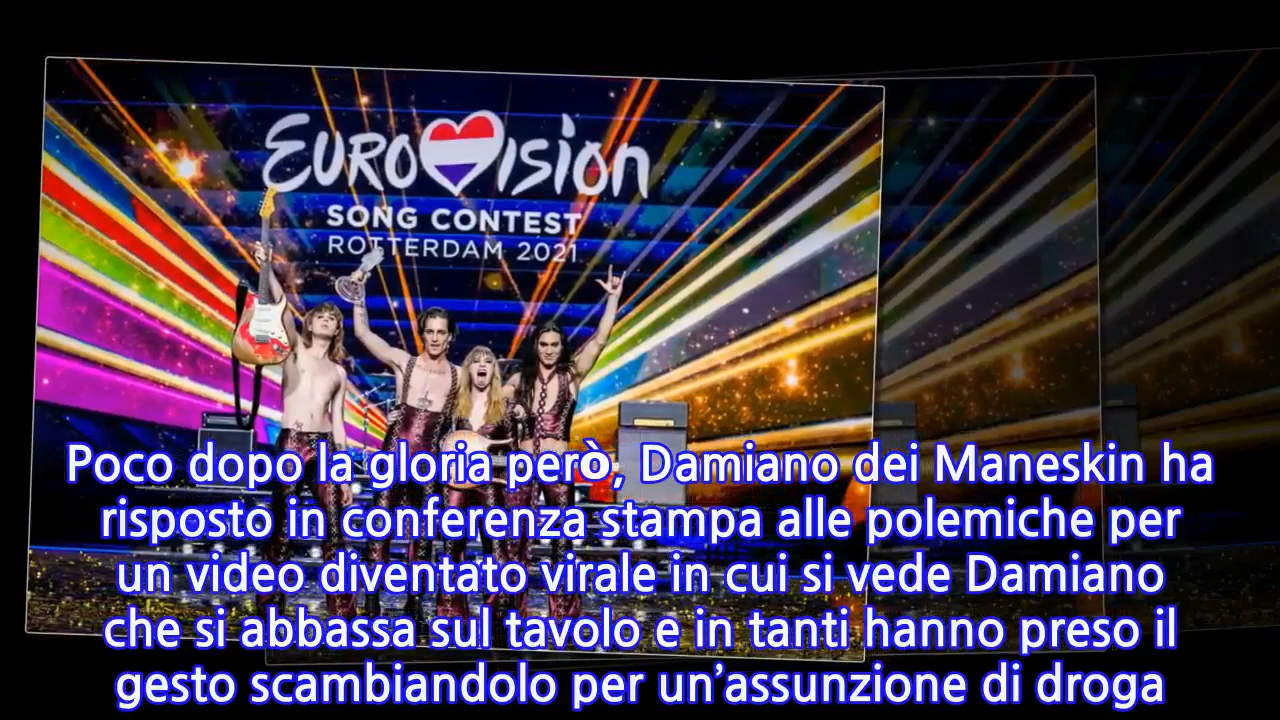 EUROVISION
SONG CONTEST
ROTTERDAM 2021
Poco dopo la gloria però, Damiano dei Maneskin ha
risposto in conferenza stampa alle polemiche per
un video diventato virale in cui si vede Damiano
che si abbassa sul tavolo e in tanti hanno preso il
gesto scambiandolo per un’assunzione di droga